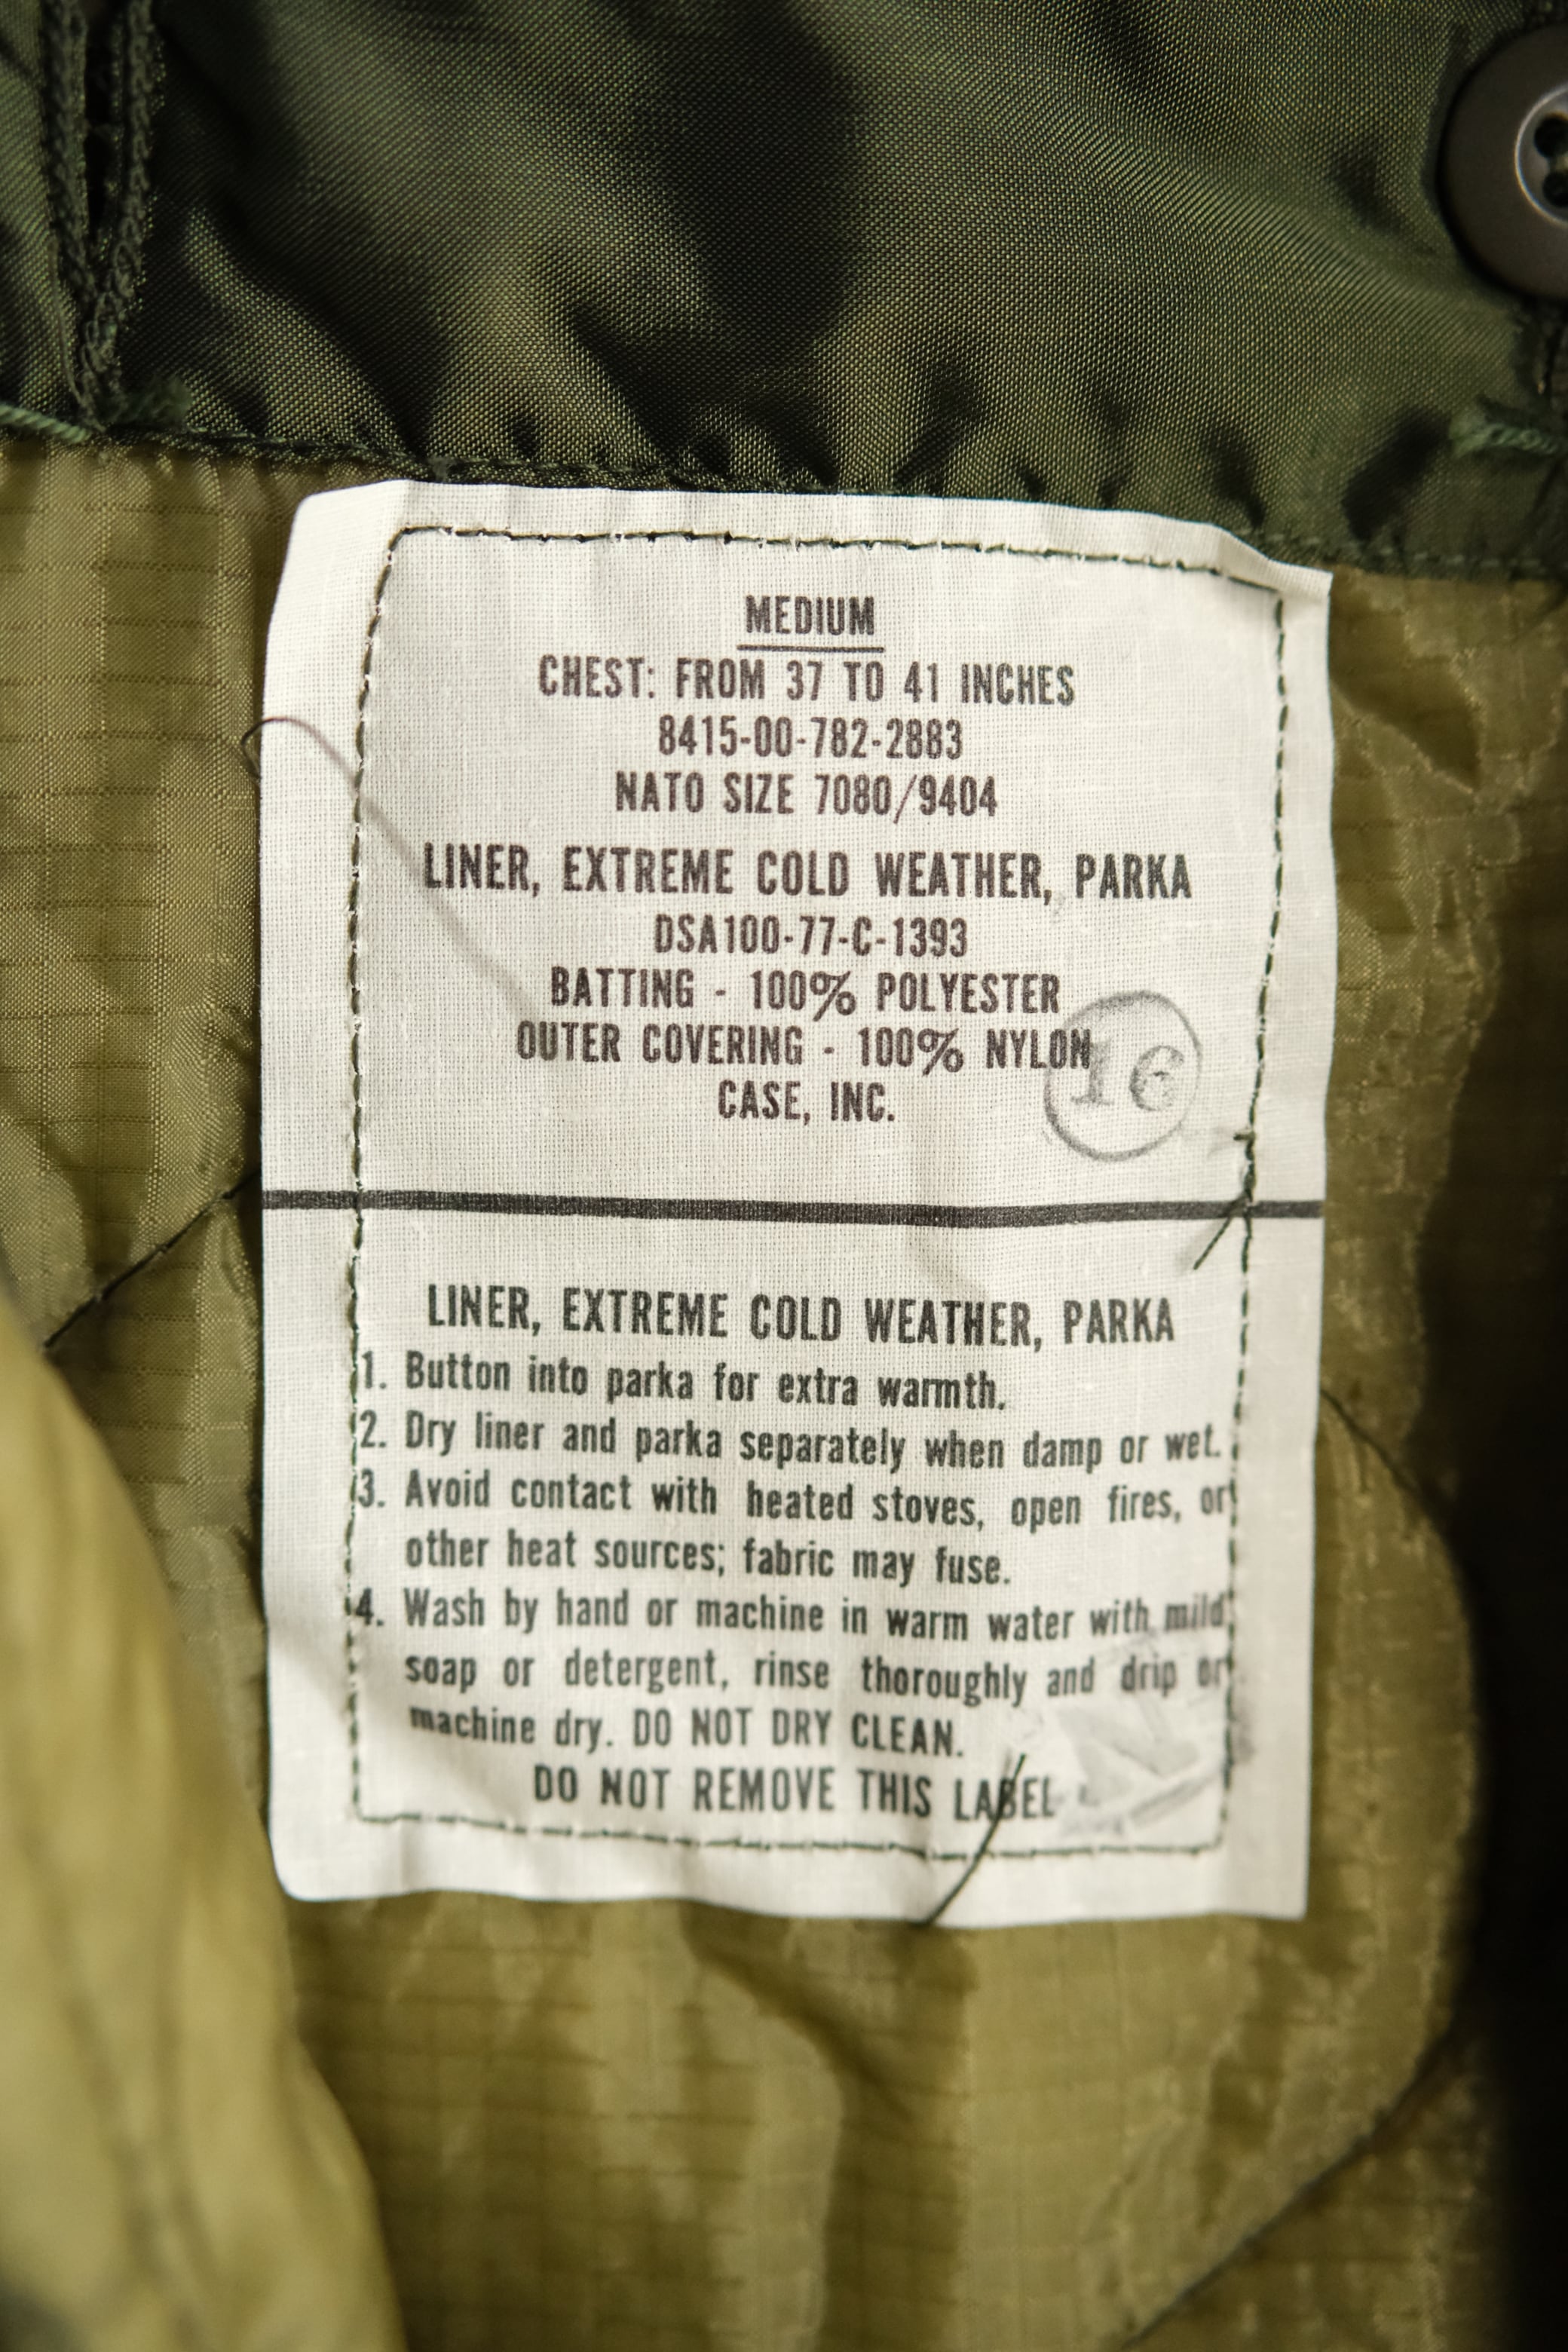 MEDIUM
CHEST: FROM 37 TO 41 INCHES
8415-00-782-2883
NATO SIZE 7080/9404
LINER, EXTREME COLD WEATHER, PARKA
DSA100-77-C-1393
BATTING - 100% POLYESTER
OUTER COVERING - 100% NYLON
16
CASE, INC.
LINER, EXTREME COLD WEATHER, PARKA
1. Button into parka for extra warmth.
2. Dry liner and parka separately when damp or wet.
3. Avoid contact with heated stoves, open fires, or
other heat sources; fabric may fuse.
4. Wash by hand or machine in warm water with mild
soap or detergent, rinse thoroughly and drip or
machine dry. DO NOT DRY CLEAN.
DO NOT REMOVE THIS LABEL